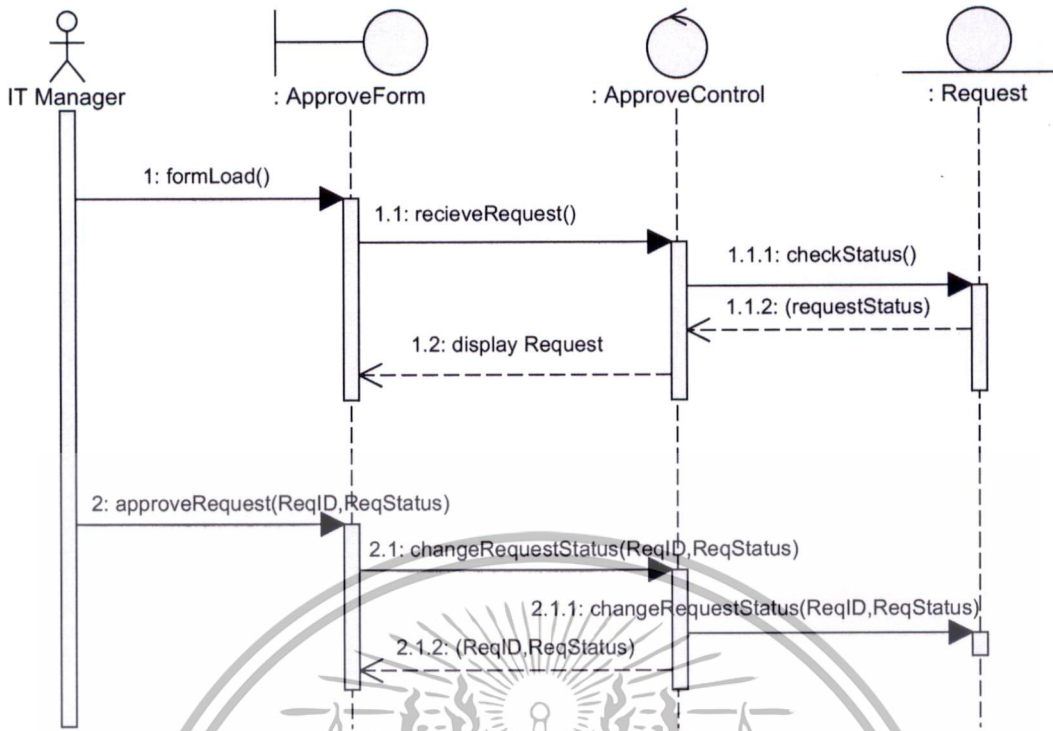 IT Manager
: ApproveForm
: ApproveControl
: Request
1: formLoad()
1.1: recieveRequest()
1.1.1: checkStatus()
1.1.2: (requestStatus)
1.2: display Request
2: approveRequest(ReqID,ReqStatus)
2.1: changeRequestStatus(ReqID,ReqStatus)
2.1.1: changeRequestStatus(ReqID,ReqStatus)
2.1.2: (ReqID,ReqStatus)